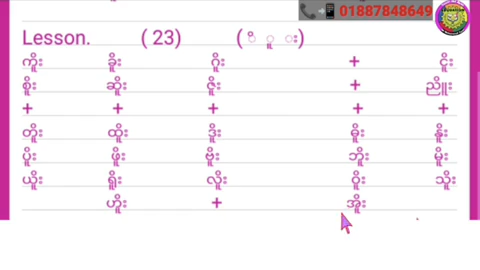 01887848649
Lesson. ( 23) ( ိ ူ း)
ကိူး ခိူး ဂိူး + ငိူး
စိူး ဆိူး ဇိူး + ညိူး
+ + + + +
တိူး ထိူး ဒိူး ဓိူး နိူး
ပိူး ဖိူး ဗိူး ဘိူး မိူး
ယိူး ရိူး လိူး ဝိူး သိူး
ဟိူး + အိူး